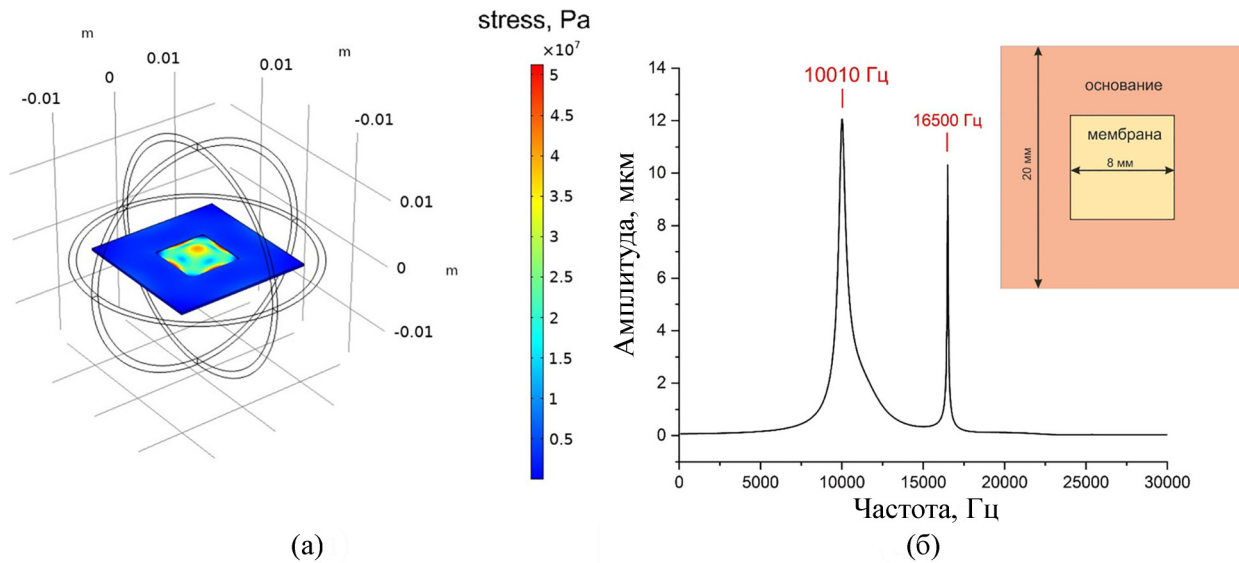 stress, Pa
×10⁷
m
m
0.01
0.01
0
-0.01
-0.01
0.01
0
m
-0.01
5
4.5
4
3.5
3
2.5
2
1.5
1
0.5
(а)
Амплитуда, мкм
14
12
10
8
6
4
2
0
10010 Гц
16500 Гц
0
5000
10000
15000
20000
25000
30000
Частота, Гц
основание
мембрана
8 мм
20 мм
(б)